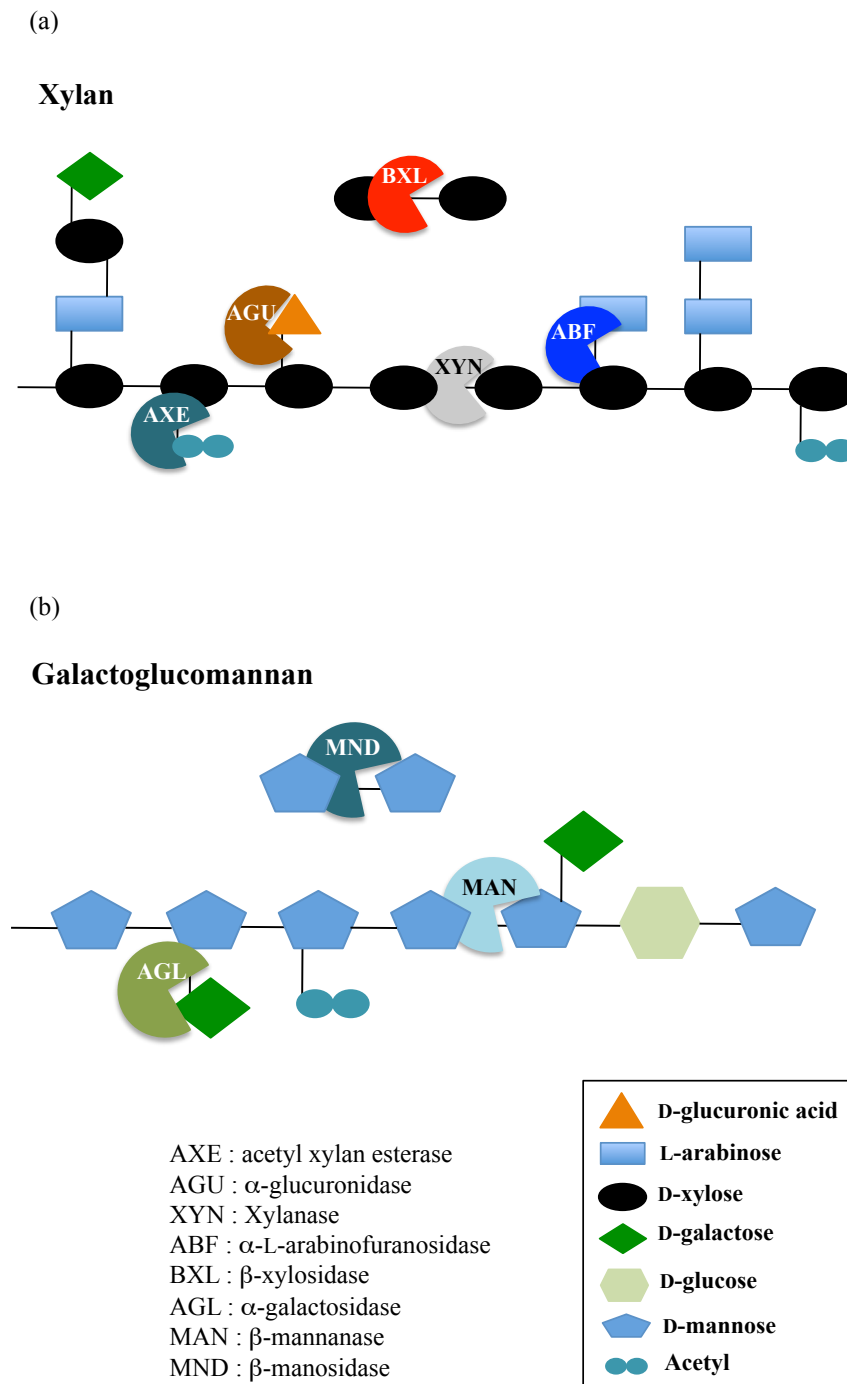 (a)
Xylan
BXL
AGU
ABF
XYN
AXE
(b)
Galactoglucomannan
MND
MAN
AGL
AXE : acetyl xylan esterase
AGU : α-glucuronidase
XYN : Xylanase
ABF : α-L-arabinofuranosidase
BXL : β-xylosidase
AGL : α-galactosidase
MAN : β-mannanase
MND : β-manosidase
D-glucuronic acid
L-arabinose
D-xylose
D-galactose
D-glucose
D-mannose
Acetyl